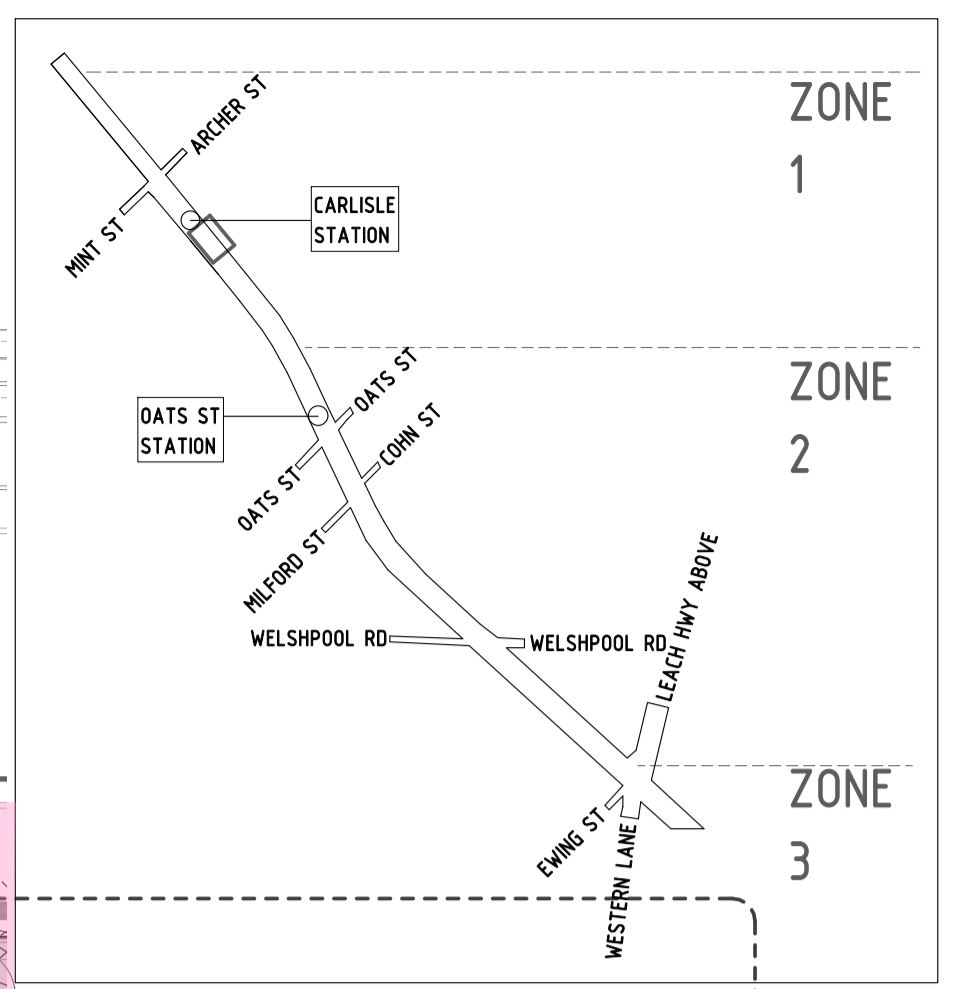 ZONE
1
ARCHER ST
MINT ST
CARLISLE
STATION
ZONE
2
OATS ST
OATS ST
STATION
COHN ST
OATS ST
MILFORD ST
WELSHPOOL RD
WELSHPOOL RD
LEACH HWY ABOVE
ZONE
3
EWING ST
WESTERN LANE